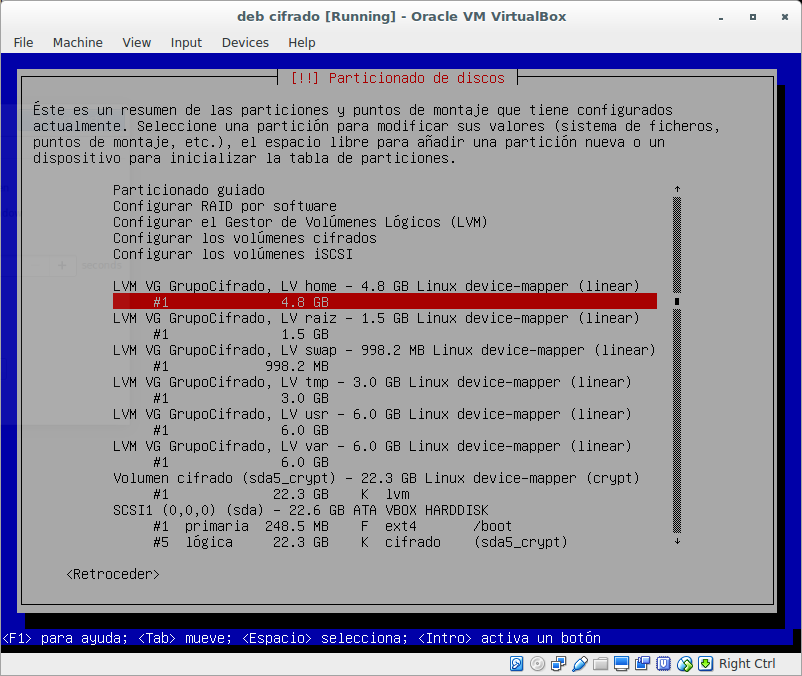 deb cifrado [Running] - Oracle VM VirtualBox
File Machine View Input Devices Help
[!!] Particionado de discos
Éste es un resumen de las particiones y puntos de montaje que tiene configurados
actualmente. Seleccione una partición para modificar sus valores (sistema de ficheros,
puntos de montaje, etc.), el espacio libre para añadir una partición nueva o un
dispositivo para inicializar la tabla de particiones.
Particionado guiado
Configurar RAID por software
Configurar el Gestor de Volúmenes Lógicos (LVM)
Configurar los volúmenes cifrados
Configurar los volúmenes iSCSI
LVM VG GrupoCifrado, LV home - 4.8 GB Linux device-mapper (linear)
#1 4.8 GB
LVM VG GrupoCifrado, LV raiz - 1.5 GB Linux device-mapper (linear)
#1 1.5 GB
LVM VG GrupoCifrado, LV swap - 998.2 MB Linux device-mapper (linear)
#1 998.2 MB
LVM VG GrupoCifrado, LV tmp - 3.0 GB Linux device-mapper (linear)
#1 3.0 GB
LVM VG GrupoCifrado, LV usr - 6.0 GB Linux device-mapper (linear)
#1 6.0 GB
LVM VG GrupoCifrado, LV var - 6.0 GB Linux device-mapper (linear)
#1 6.0 GB
Volumen cifrado (sda5_crypt) - 22.3 GB Linux device-mapper (crypt)
#1 22.3 GB K lvm
SCSI1 (0,0,0) (sda) - 22.6 GB ATA VBOX HARDDISK
#1 primaria 248.5 MB F ext4 /boot
#5 lógica 22.3 GB K cifrado (sda5_crypt)
<Retroceder>
<F1> para ayuda; <Tab> mueve; <Espacio> selecciona; <Intro> activa un botón
Right Ctrl